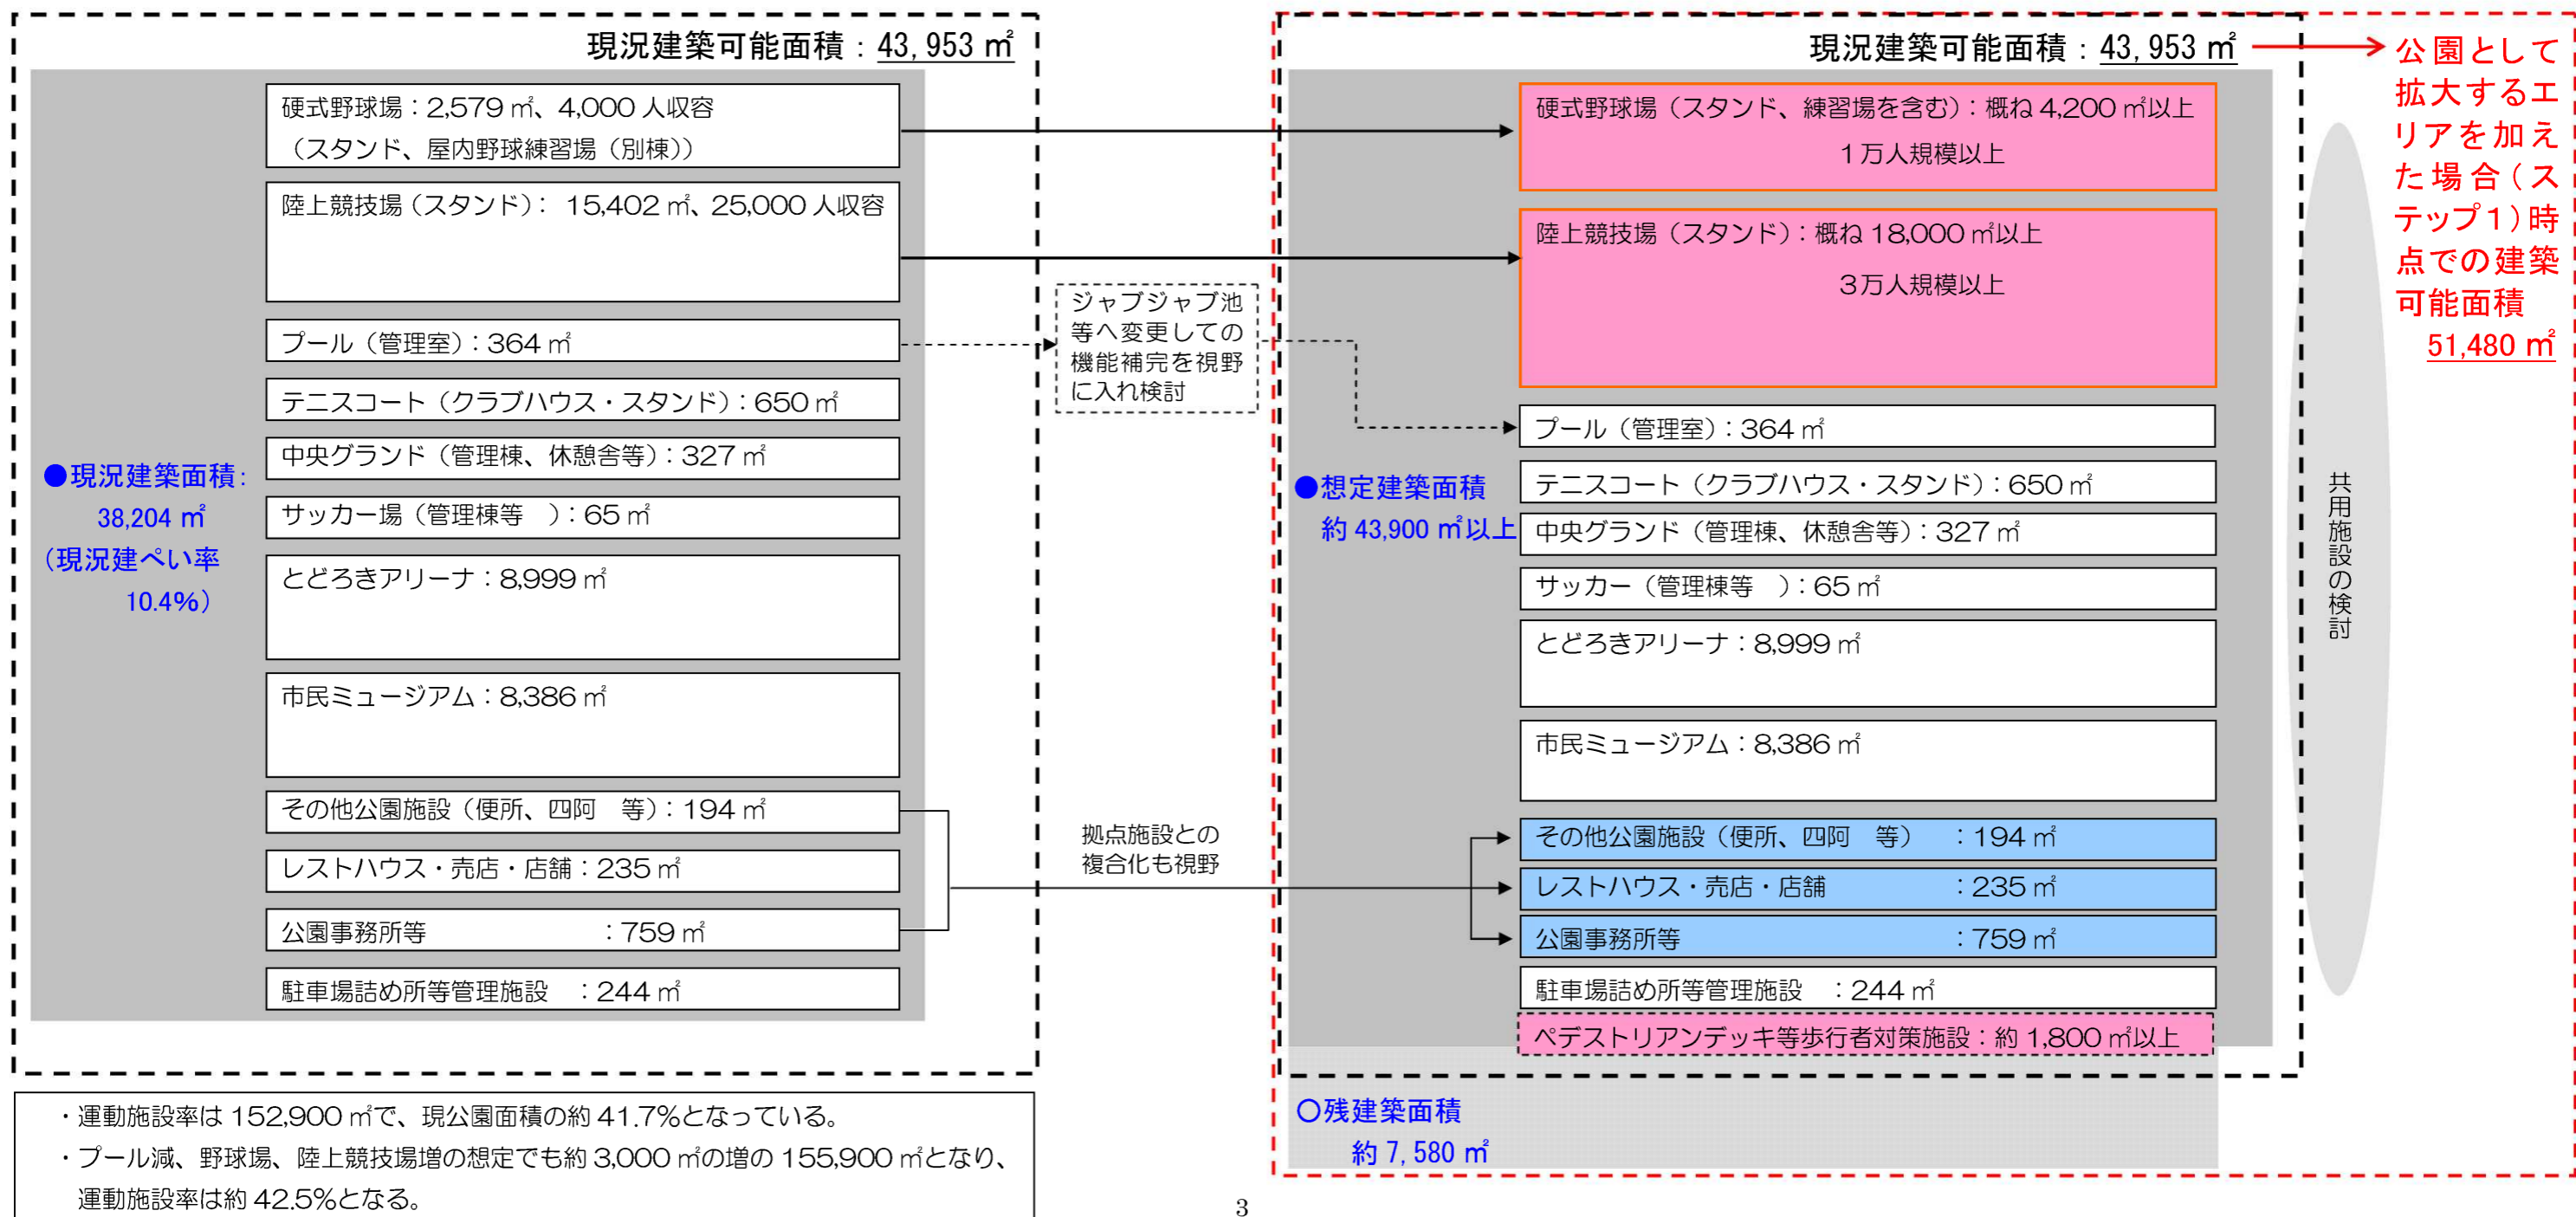 現況建築可能面積：43,953 ㎡
硬式野球場：2,579 ㎡、4,000 人収容
（スタンド、屋内野球練習場（別棟））
陸上競技場（スタンド）： 15,402 ㎡、25,000 人収容
プール（管理室）：364 ㎡
テニスコート（クラブハウス・スタンド）：650 ㎡
中央グランド（管理棟、休憩舎等）：327 ㎡
サッカー場（管理棟等　）：65 ㎡
とどろきアリーナ：8,999 ㎡
市民ミュージアム：8,386 ㎡
その他公園施設（便所、四阿　等）：194 ㎡
レストハウス・売店・店舗：235 ㎡
公園事務所等　　　　　　：759 ㎡
駐車場詰め所等管理施設　：244 ㎡
●現況建築面積：
38,204 ㎡
（現況建ぺい率
10.4%）
・運動施設率は 152,900 ㎡で、現公園面積の約 41.7%となっている。
・プール減、野球場、陸上競技場増の想定でも約 3,000 ㎡の増の 155,900 ㎡となり、
運動施設率は約 42.5%となる。
ジャブジャブ池
等へ変更しての
機能補完を視野
に入れ検討
拠点施設との
複合化も視野
現況建築可能面積：43,953 ㎡
硬式野球場（スタンド、練習場を含む）：概ね 4,200 ㎡以上
１万人規模以上
陸上競技場（スタンド）：概ね 18,000 ㎡以上
３万人規模以上
プール（管理室）：364 ㎡
テニスコート（クラブハウス・スタンド）：650 ㎡
中央グランド（管理棟、休憩舎等）：327 ㎡
サッカー（管理棟等　）：65 ㎡
とどろきアリーナ：8,999 ㎡
市民ミュージアム：8,386 ㎡
その他公園施設（便所、四阿　等）　：194 ㎡
レストハウス・売店・店舗　　　　　：235 ㎡
公園事務所等　　　　　　　　　　　：759 ㎡
駐車場詰め所等管理施設　：244 ㎡
ペデストリアンデッキ等歩行者対策施設：約 1,800 ㎡以上
●想定建築面積
約 43,900 ㎡以上
○残建築面積
約 7,580 ㎡
共用施設の検討
公園として
拡大するエ
リアを加え
た場合（ス
テップ１）時
点での建築
可能面積
51,480 ㎡
3